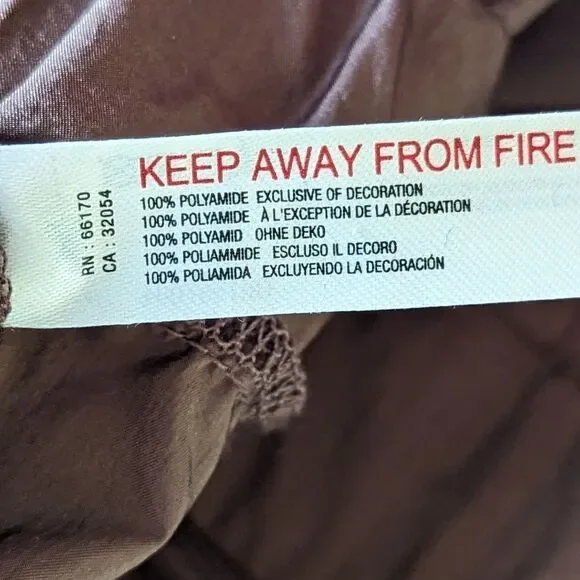 KEEP AWAY FROM FIRE
100% POLYAMIDE EXCLUSIVE OF DECORATION
100% POLYAMIDE À L'EXCEPTION DE LA DÉCORATION
100% POLYAMID OHNE DEKO
100% POLIAMMIDE ESCLUSO IL DECORO
100% POLIAMIDA EXCLUYENDO LA DECORACIÓN
RN : 66170
CA : 32054